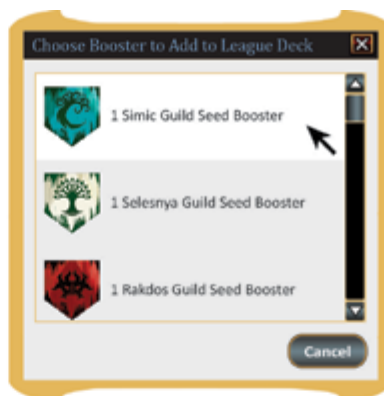 Choose Booster to Add to League Deck
1 Simic Guild Seed Booster
1 Selesnya Guild Seed Booster
1 Rakdos Guild Seed Booster
Cancel